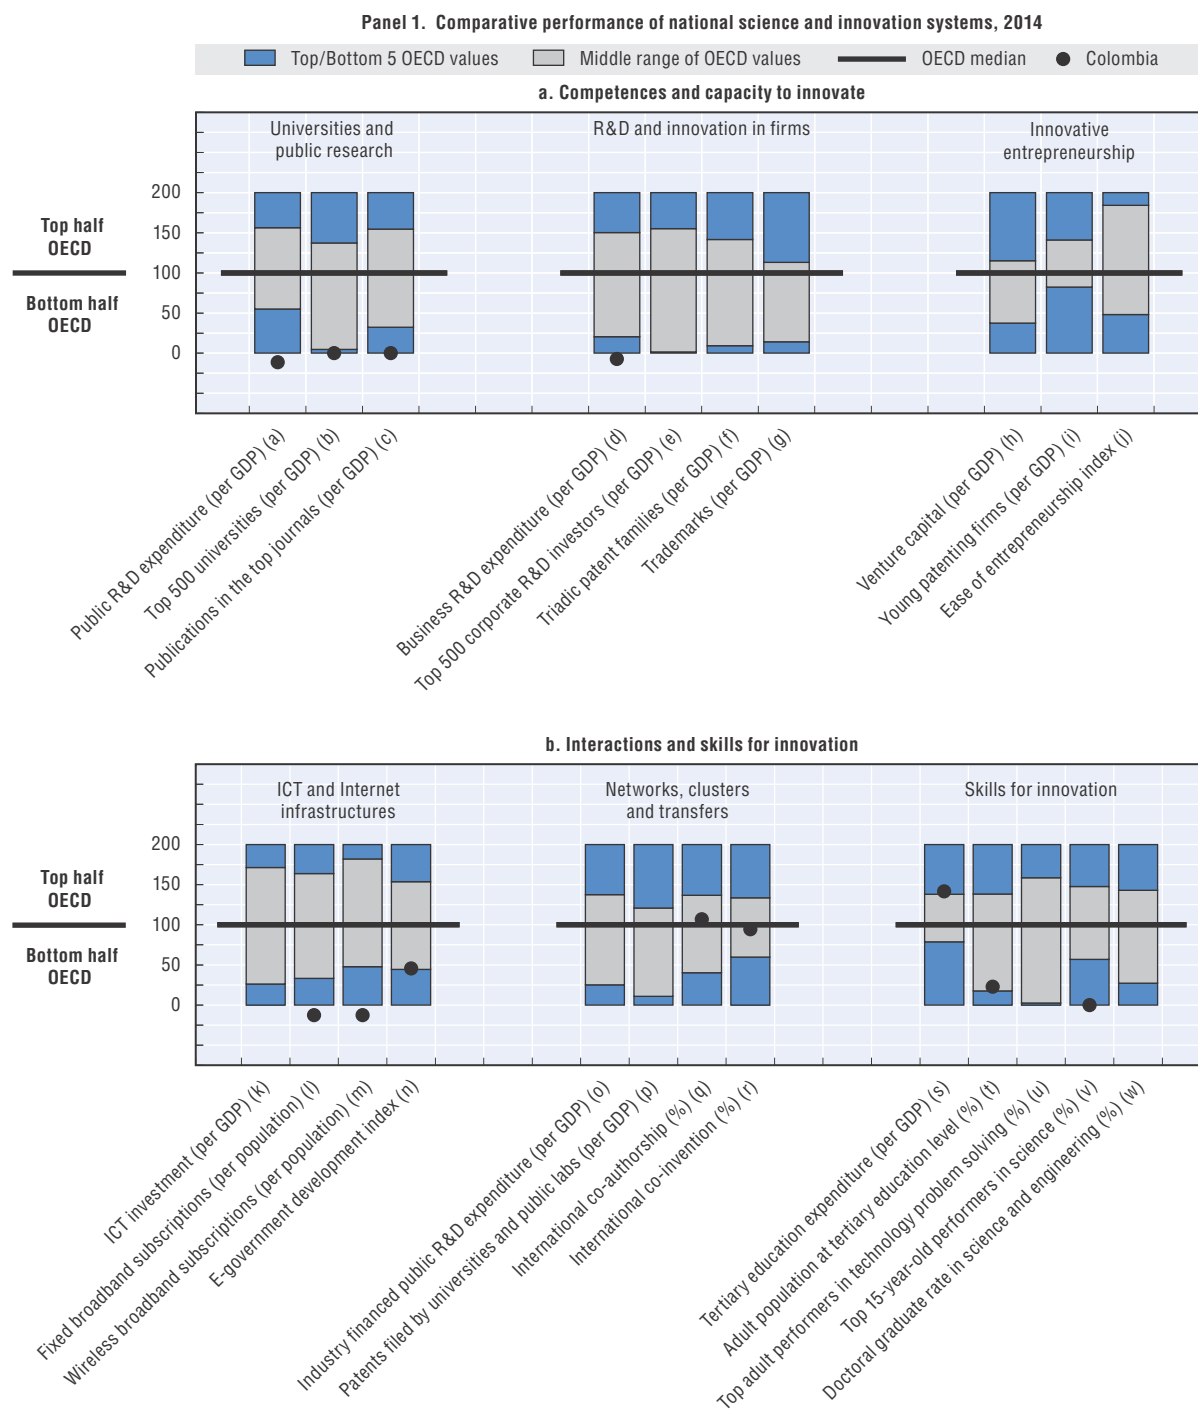 Panel 1. Comparative performance of national science and innovation systems, 2014
Top/Bottom 5 OECD values
Middle range of OECD values
OECD median
Colombia
a. Competences and capacity to innovate
Universities and
public research
R&D and innovation in firms
Innovative
entrepreneurship
200
150
100
50
0
Top half
OECD
Bottom half
OECD
Public R&D expenditure (per GDP) (a)
Top 500 universities (per GDP) (b)
Publications in the top journals (per GDP) (c)
Business R&D expenditure (per GDP) (d)
Top 500 corporate R&D investors (per GDP) (e)
Triadic patent families (per GDP) (f)
Trademarks (per GDP) (g)
Venture capital (per GDP) (h)
Young patenting firms (per GDP) (i)
Ease of entrepreneurship index (j)
b. Interactions and skills for innovation
ICT and Internet
infrastructures
Networks, clusters
and transfers
Skills for innovation
200
150
100
50
0
Top half
OECD
Bottom half
OECD
ICT investment (per GDP) (k)
Fixed broadband subscriptions (per population) (l)
Wireless broadband subscriptions (per population) (m)
E-government development index (n)
Industry financed public R&D expenditure (per GDP) (o)
Patents filed by universities and public labs (per GDP) (p)
International co-authorship (%) (q)
International co-invention (%) (r)
Tertiary education expenditure (per GDP) (s)
Adult population at tertiary education level (%) (t)
Top adult performers in technology problem solving (%) (u)
Top 15-year-old performers in science (%) (v)
Doctoral graduate rate in science and engineering (%) (w)